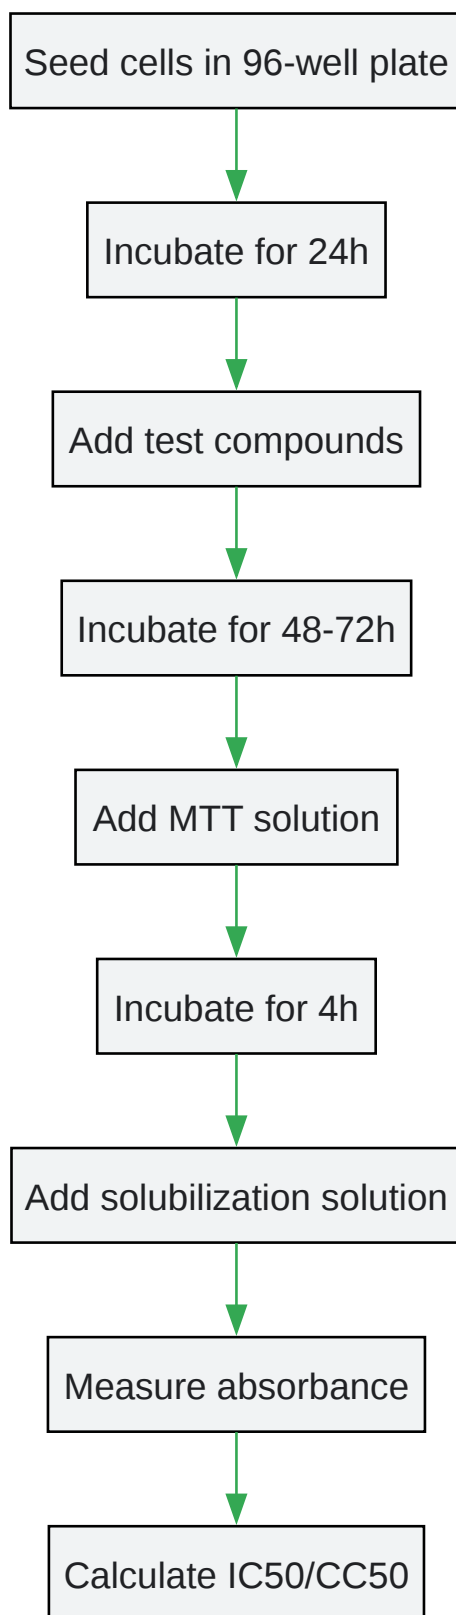 Seed cells in 96-well plate
Incubate for 24h
Add test compounds
Incubate for 48-72h
Add MTT solution
Incubate for 4h
Add solubilization solution
Measure absorbance
Calculate IC50/CC50